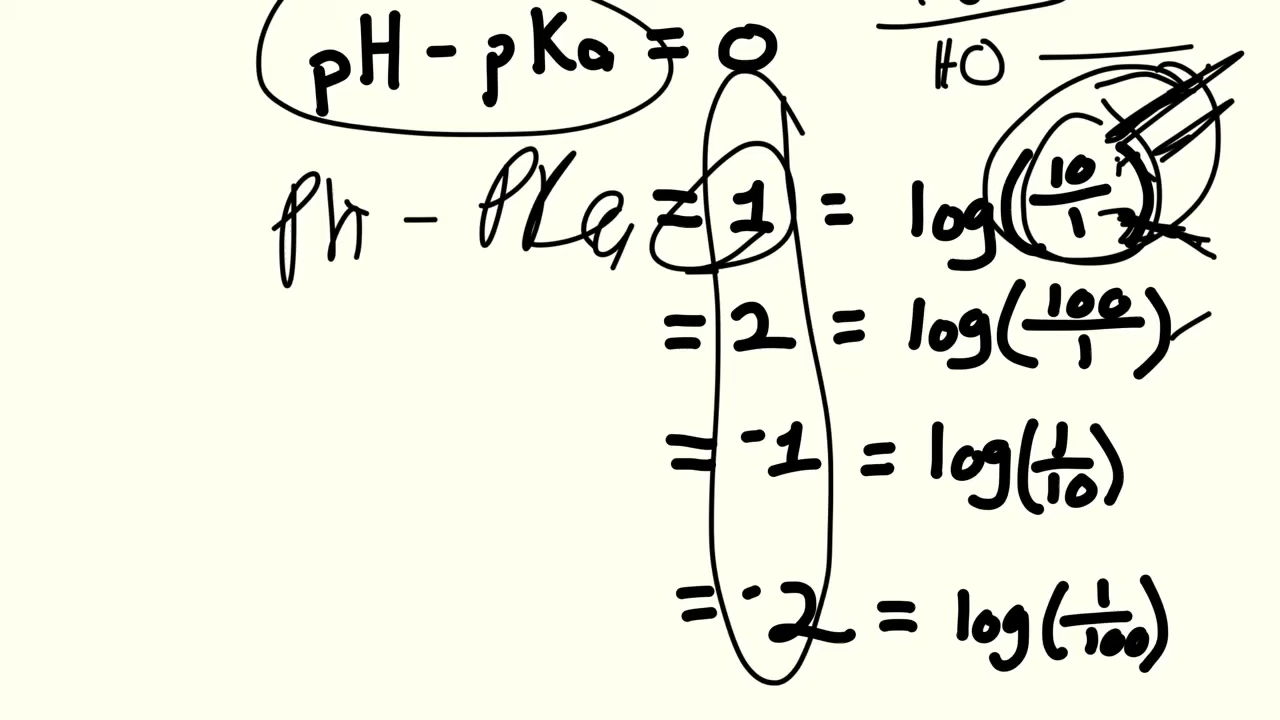 pH - pKa = 0
HO
pH - PKa = 1 = log(10/1)
= 2 = log(100/1)
= -1 = log(1/10)
= -2 = log(1/100)